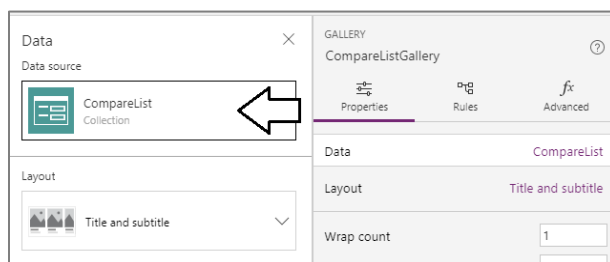 Data
Data source
CompareList
Collection
Layout
Title and subtitle
GALLERY
CompareListGallery
?
Properties
Rules
fx
Advanced
Data CompareList
Layout Title and subtitle
Wrap count 1